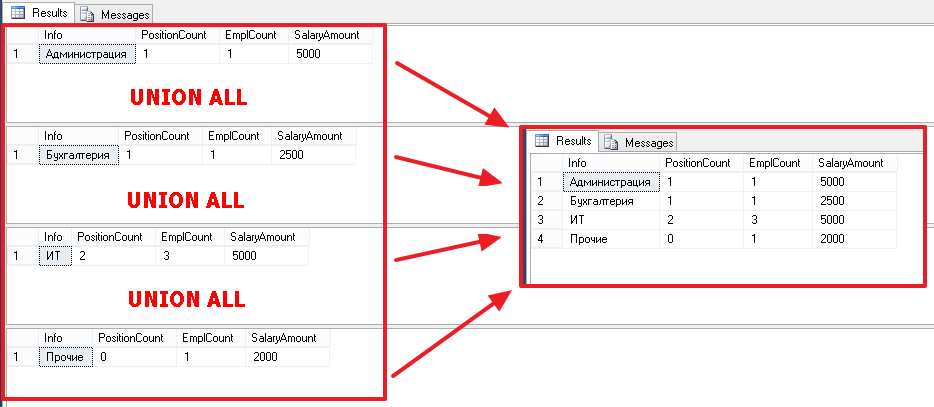 Results Messages
Info PositionCount EmplCount SalaryAmount
1 Администрация 1 1 5000
UNION ALL
Info PositionCount EmplCount SalaryAmount
1 Бухгалтерия 1 1 2500
UNION ALL
Info PositionCount EmplCount SalaryAmount
1 ИТ 2 3 5000
UNION ALL
Info PositionCount EmplCount SalaryAmount
1 Прочие 0 1 2000
Results Messages
Info PositionCount EmplCount SalaryAmount
1 Администрация 1 1 5000
2 Бухгалтерия 1 1 2500
3 ИТ 2 3 5000
4 Прочие 0 1 2000